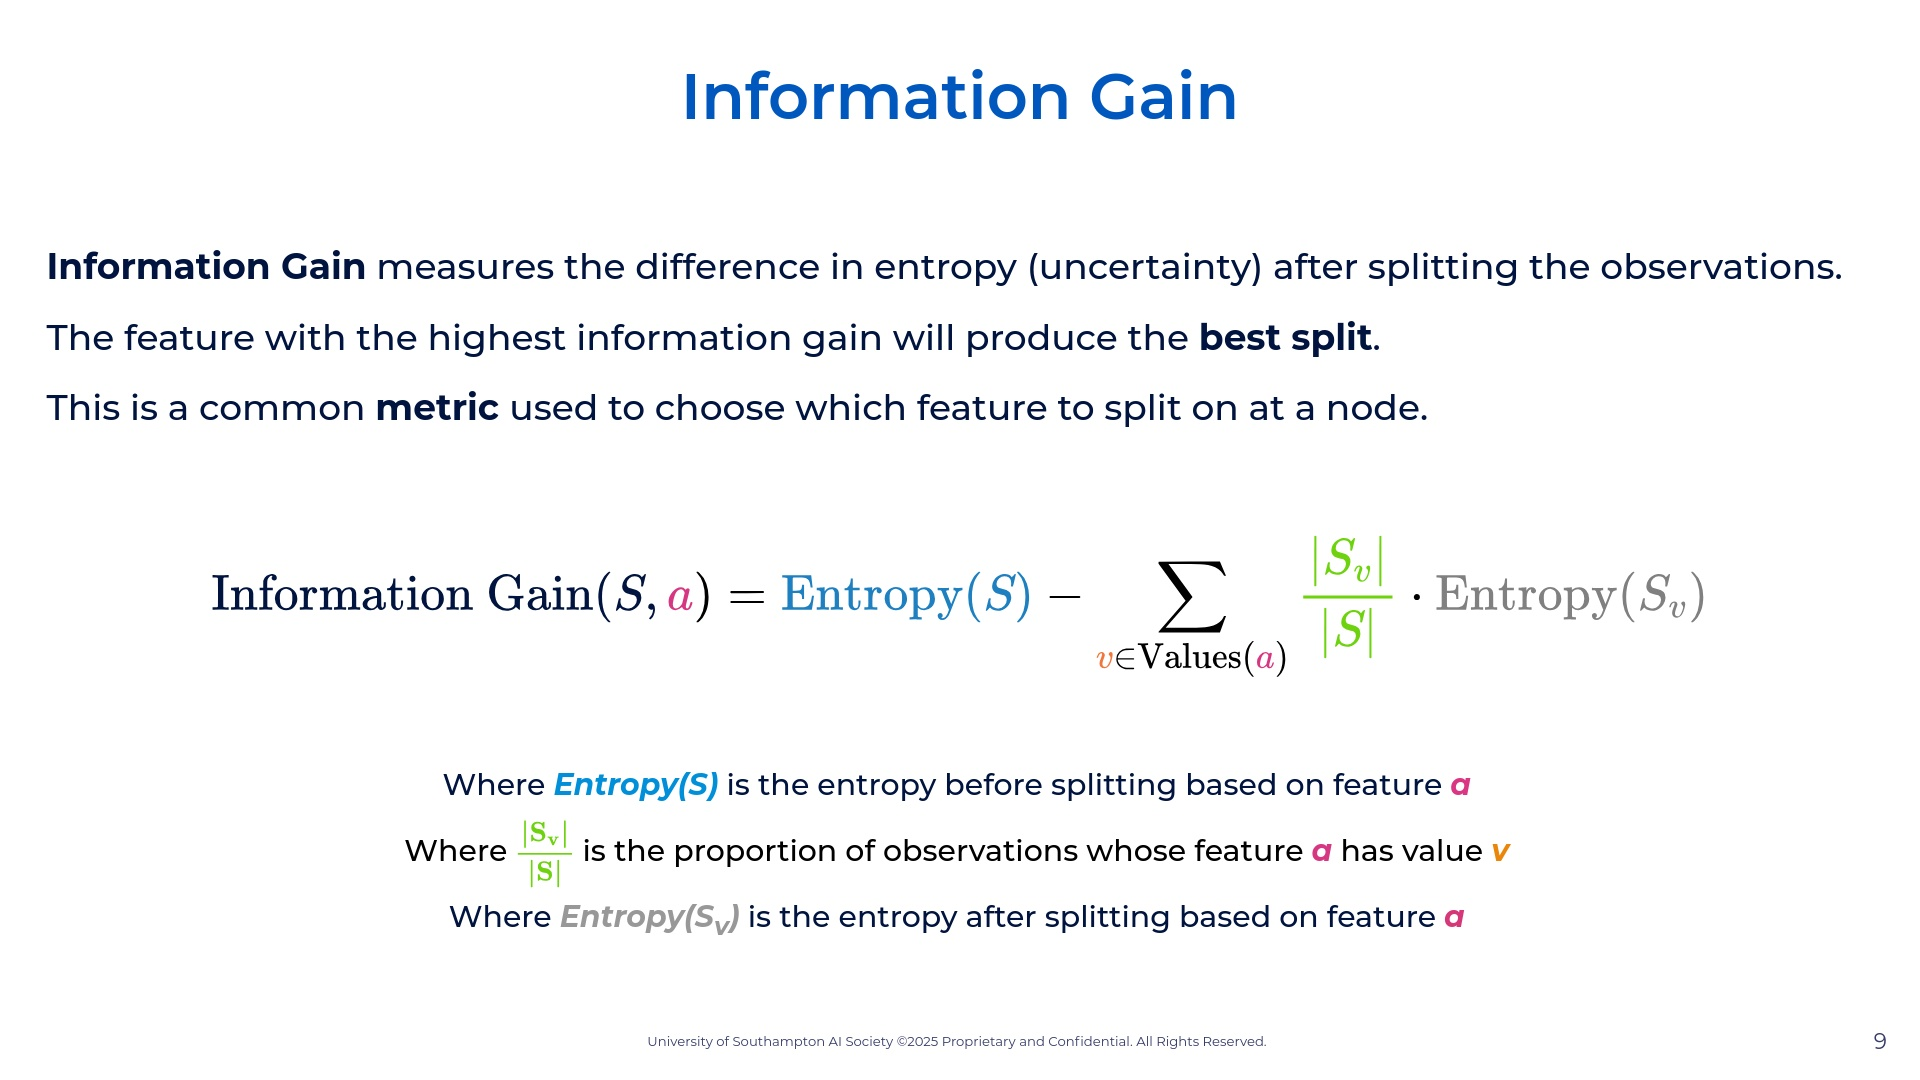 Information Gain
Information Gain measures the difference in entropy (uncertainty) after splitting the observations.
The feature with the highest information gain will produce the best split.
This is a common metric used to choose which feature to split on at a node.
Information Gain(S, a) = Entropy(S) − ∑_{v∈Values(a)} |S_v|/|S| · Entropy(S_v)
Where Entropy(S) is the entropy before splitting based on feature a
Where |S_v|/|S| is the proportion of observations whose feature a has value v
Where Entropy(S_v) is the entropy after splitting based on feature a
University of Southampton AI Society ©2025 Proprietary and Confidential. All Rights Reserved.
9